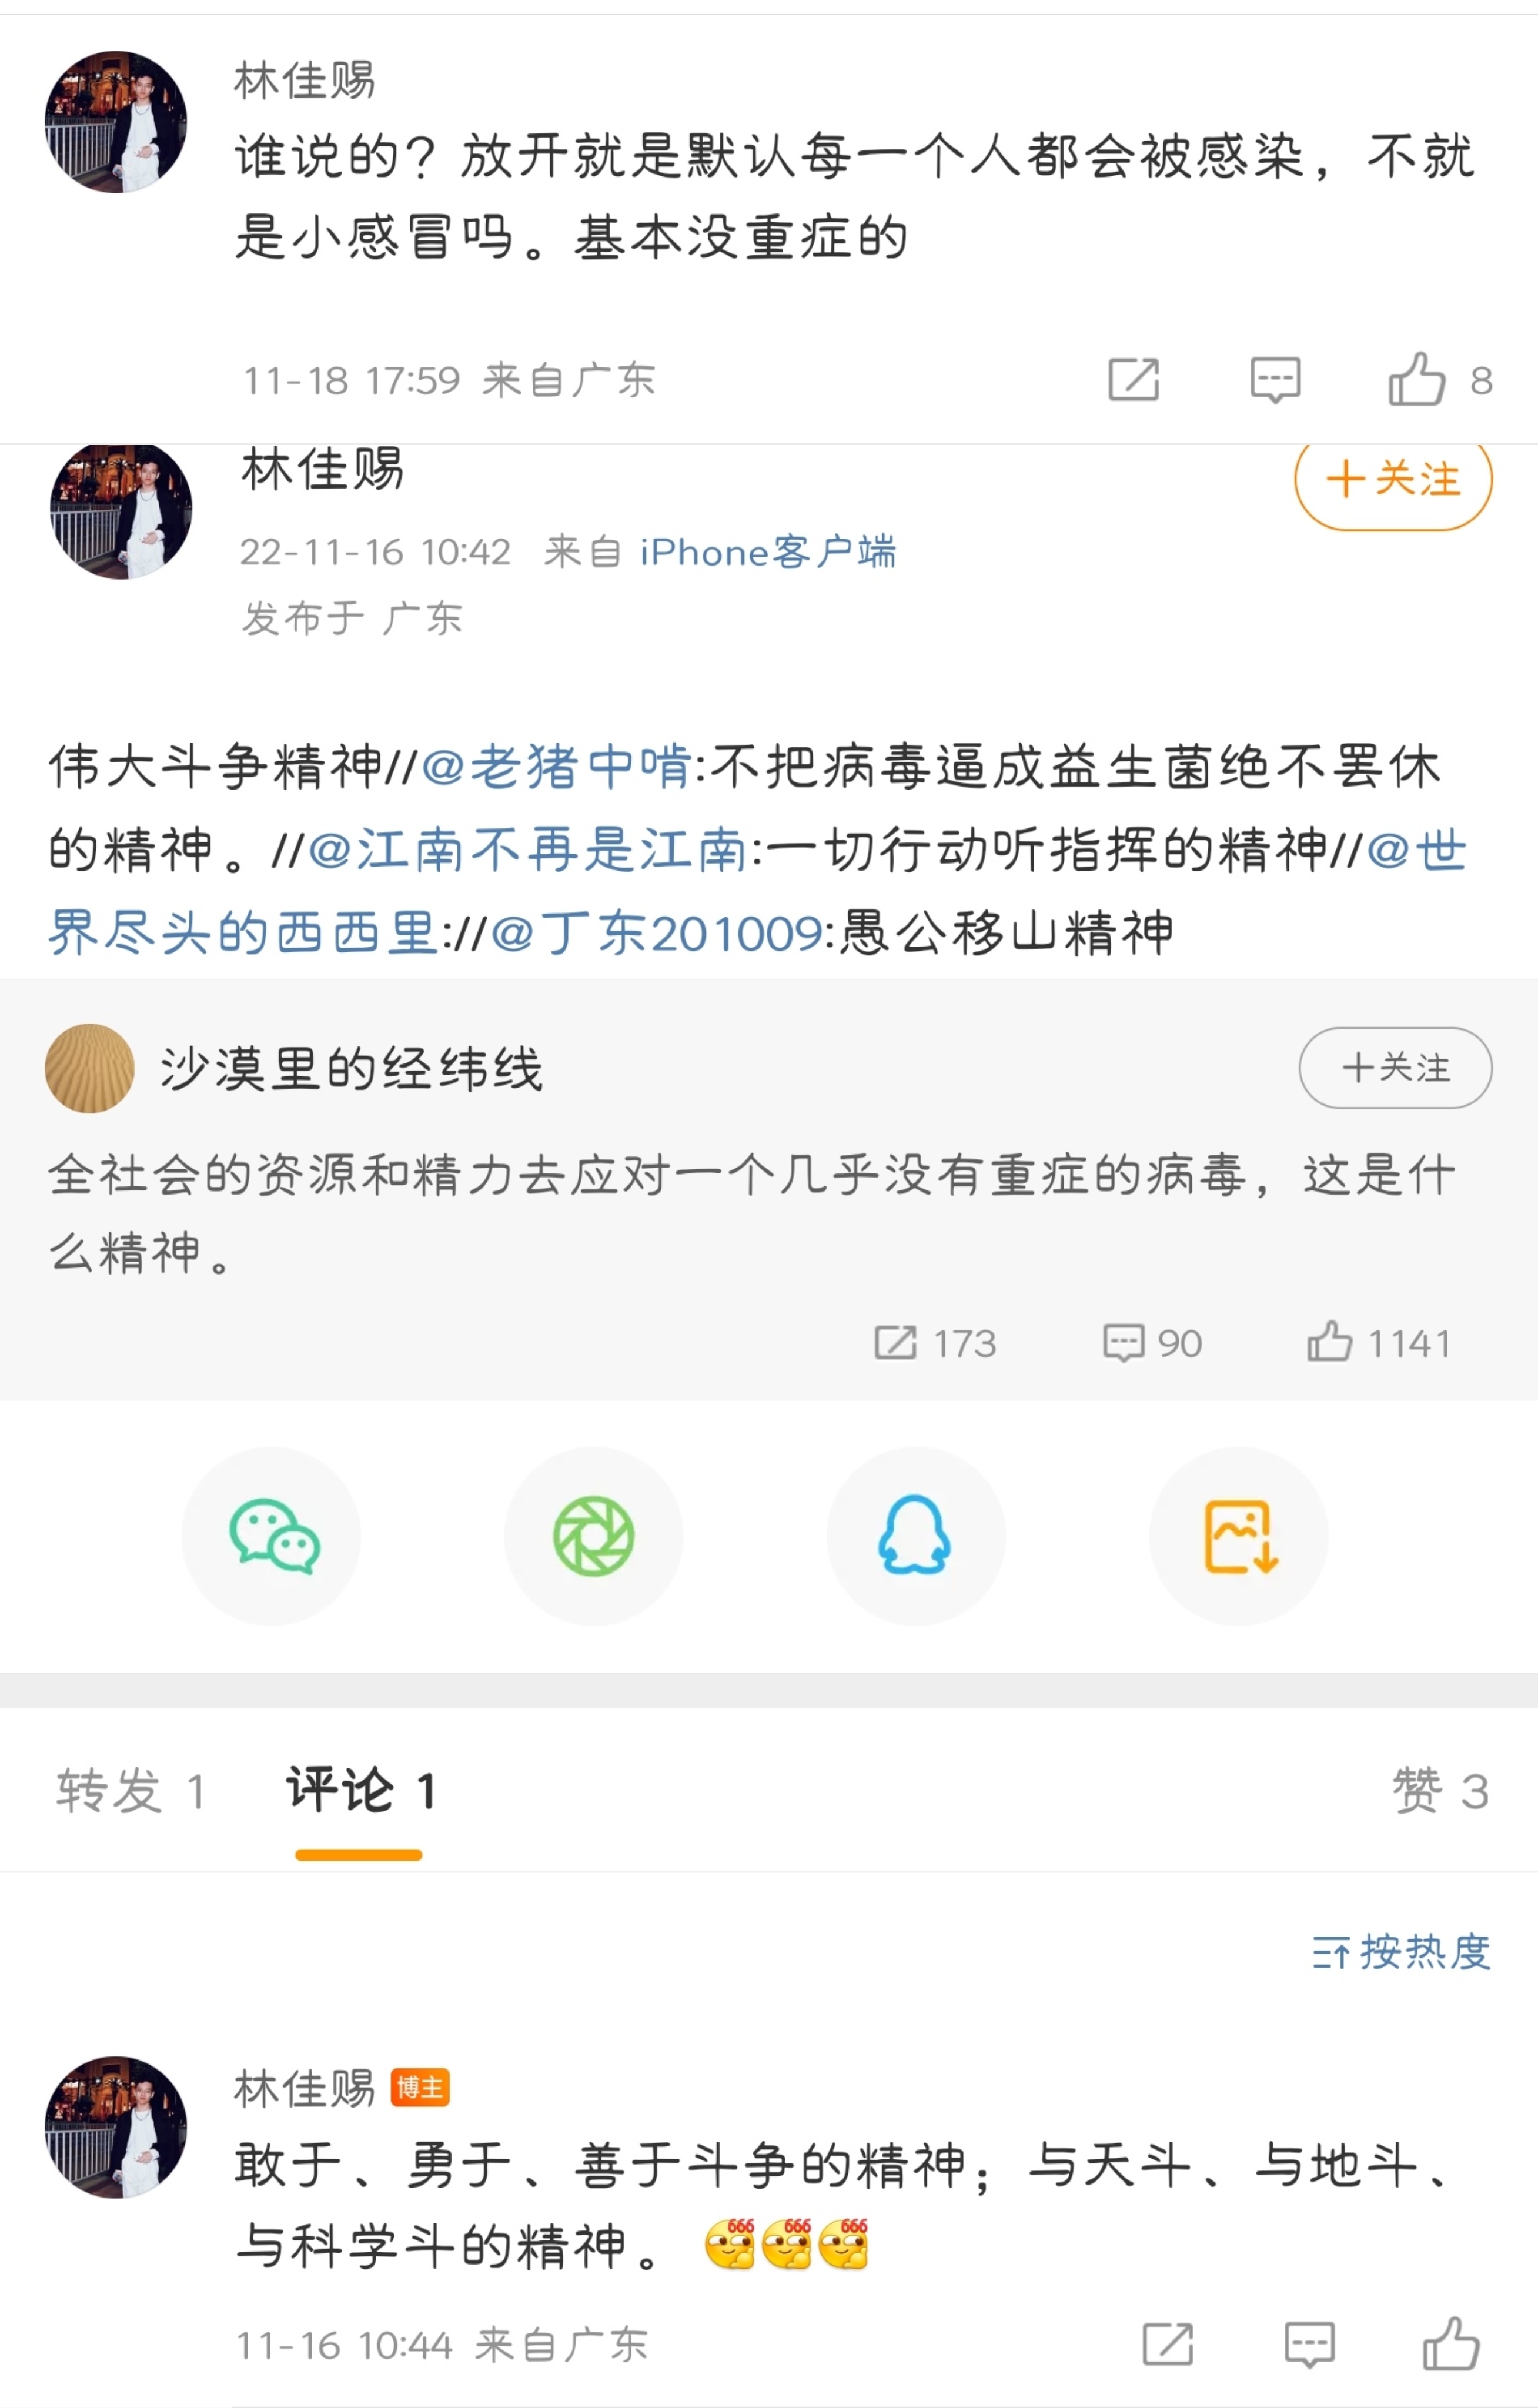 林佳赐
谁说的？放开就是默认每一个人都会被感染，不就
是小感冒吗。基本没重症的
11-18 17:59 来自广东
8
林佳赐
+关注
22-11-16 10:42 来自 iPhone客户端
发布于 广东
伟大斗争精神//@老猪中啃:不把病毒逼成益生菌绝不罢休
的精神。//@江南不再是江南:一切行动听指挥的精神//@世
界尽头的西西里://@丁东201009:愚公移山精神
沙漠里的经纬线
+关注
全社会的资源和精力去应对一个几乎没有重症的病毒，这是什
么精神。
173 90 1141
转发 1 评论 1 赞 3
按热度
林佳赐 博主
敢于、勇于、善于斗争的精神；与天斗、与地斗、
与科学斗的精神。 666 666 666
11-16 10:44 来自广东